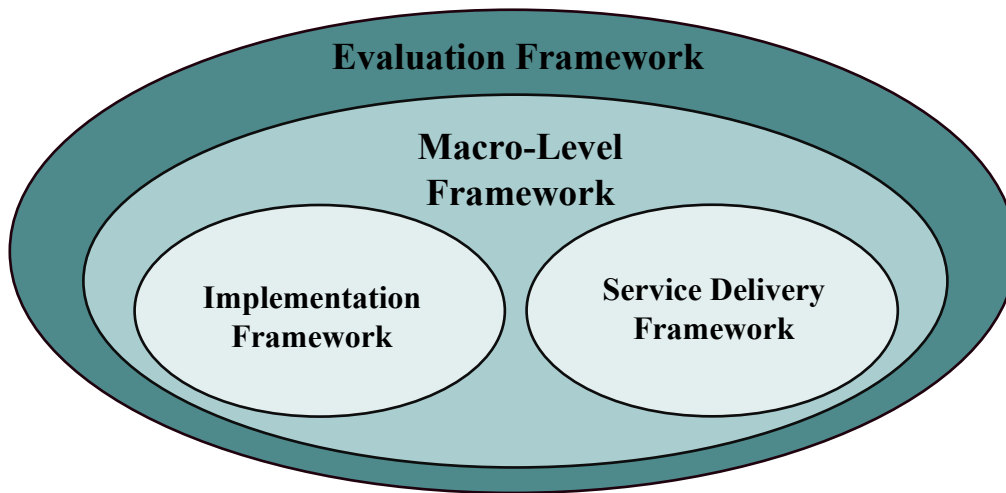 Evaluation Framework
Macro-Level
Framework
Implementation
Framework
Service Delivery
Framework